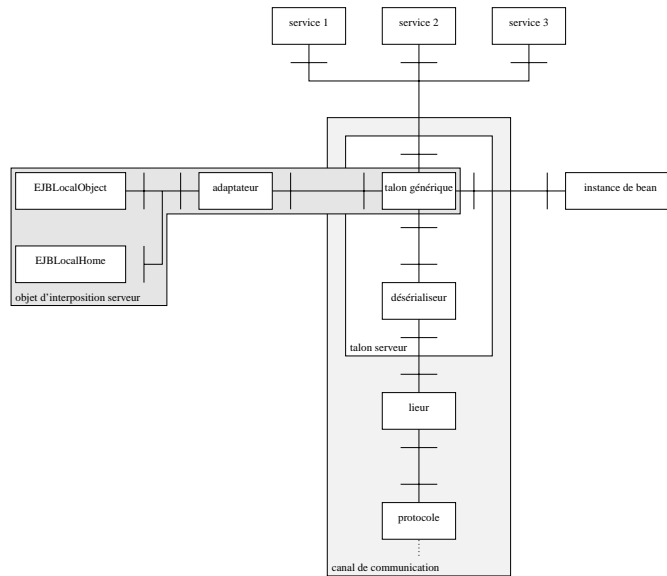 service 1
service 2
service 3
EJBLocalObject
adaptateur
talon générique
instance de bean
EJBLocalHome
objet d'interposition serveur
désérialiseur
talon serveur
lieur
protocole
canal de communication